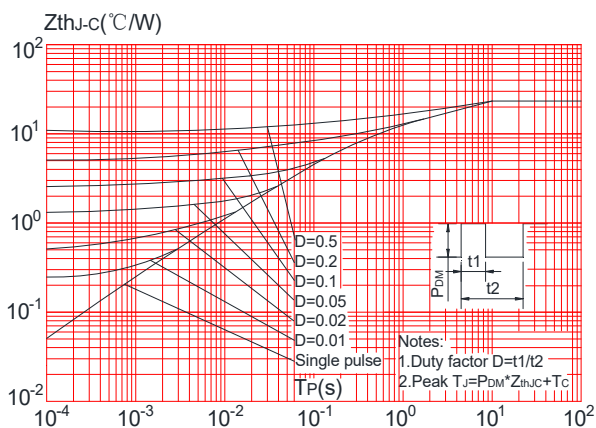 ZthJ-C(℃/W)
10²
10¹
10⁰
10⁻¹
10⁻²
D=0.5
D=0.2
D=0.1
D=0.05
D=0.02
D=0.01
Single pulse
PDM
t1
t2
Notes:
1.Duty factor D=t1/t2
2.Peak TJ=PDM*ZthJC+TC
TP(s)
10⁻⁴ 10⁻³ 10⁻² 10⁻¹ 10⁰ 10¹ 10²